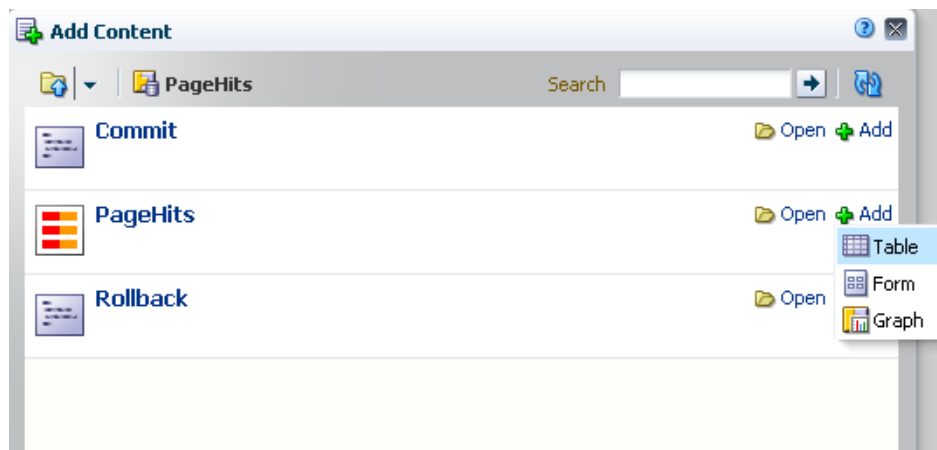 Add Content
PageHits Search
Commit Open Add
PageHits Open Add
Table
Form
Rollback Open
Graph